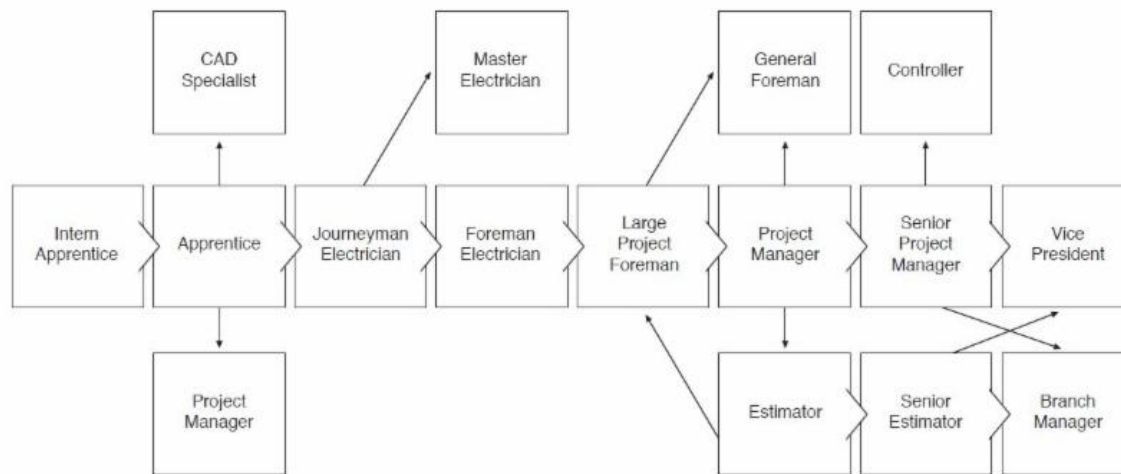 CAD
Specialist
Master
Electrician
General
Foreman
Controller
Intern
Apprentice
Apprentice
Journeyman
Electrician
Foreman
Electrician
Large
Project
Foreman
Project
Manager
Senior
Project
Manager
Vice
President
Project
Manager
Estimator
Senior
Estimator
Branch
Manager